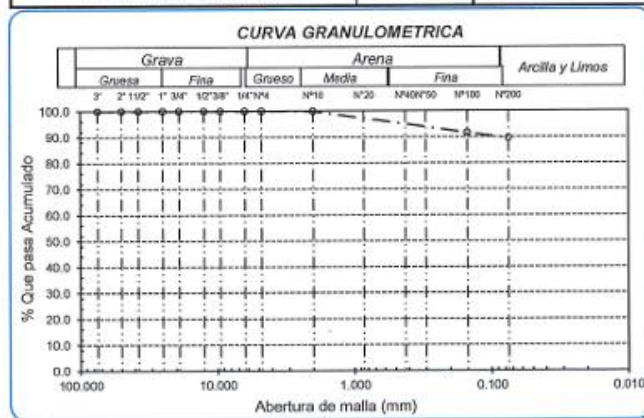 CURVA GRANULOMETRICA
Grava Arena Arcilla y Limos
Gruesa Fina Grueso Media Fina
3" 2" 11/2" 1" 3/4" 1/2"3/8" 1/4"Nº4 Nº10 Nº20 Nº40Nº50 Nº100 Nº200
100.0
90.0
80.0
70.0
60.0
50.0
40.0
30.0
20.0
10.0
0.0
% Que pasa Acumulado
100.000 10.000 1.000 0.100 0.010
Abertura de malla (mm)